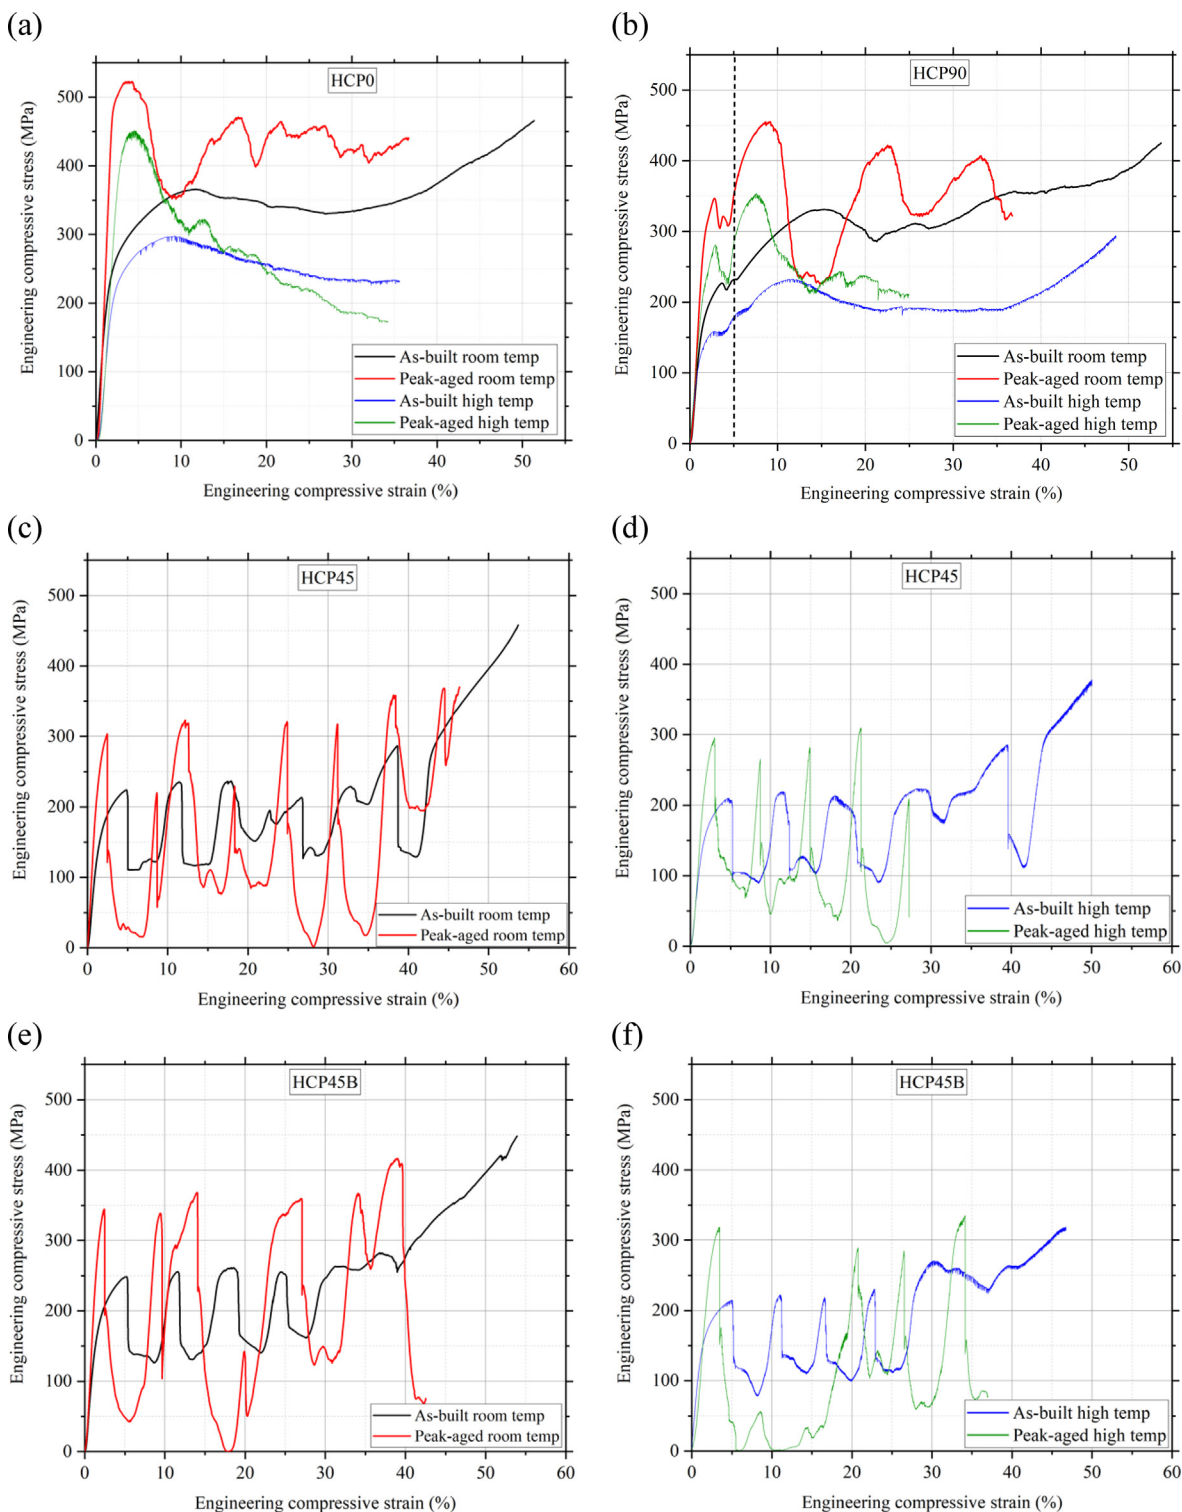 (a)
HCP0
Engineering compressive stress (MPa)
500
400
300
200
100
0
As-built room temp
Peak-aged room temp
As-built high temp
Peak-aged high temp
0 10 20 30 40 50
Engineering compressive strain (%)
(b)
HCP90
Engineering compressive stress (MPa)
500
400
300
200
100
0
As-built room temp
Peak-aged room temp
As-built high temp
Peak-aged high temp
0 10 20 30 40 50
Engineering compressive strain (%)
(c)
HCP45
Engineering compressive stress (MPa)
500
400
300
200
100
0
As-built room temp
Peak-aged room temp
0 10 20 30 40 50 60
Engineering compressive strain (%)
(d)
HCP45
Engineering compressive stress (MPa)
500
400
300
200
100
0
As-built high temp
Peak-aged high temp
0 10 20 30 40 50 60
Engineering compressive strain (%)
(e)
HCP45B
Engineering compressive stress (MPa)
500
400
300
200
100
0
As-built room temp
Peak-aged room temp
0 10 20 30 40 50 60
Engineering compressive strain (%)
(f)
HCP45B
Engineering compressive stress (MPa)
500
400
300
200
100
0
As-built high temp
Peak-aged high temp
0 10 20 30 40 50 60
Engineering compressive strain (%)